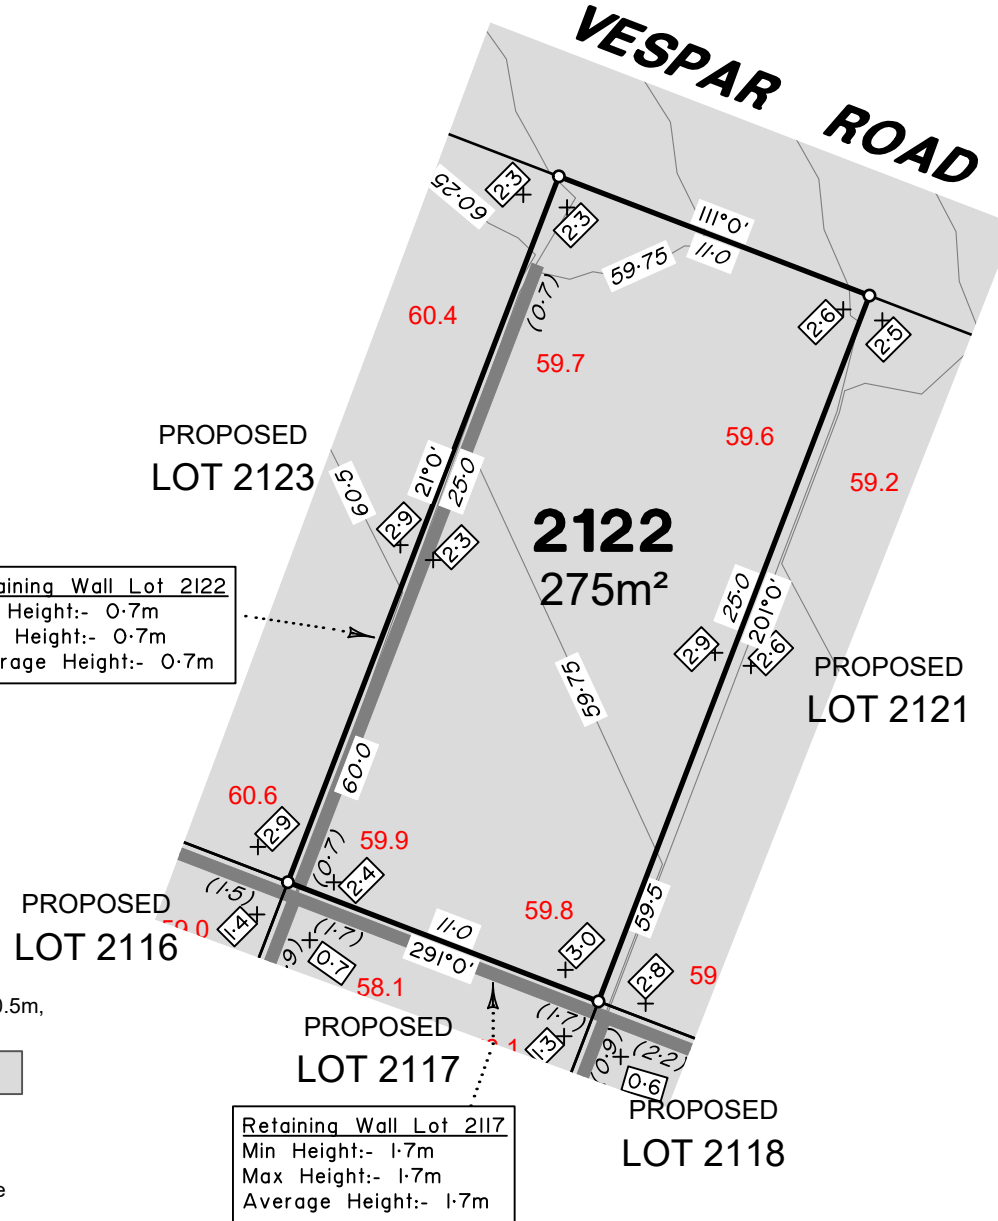 VESPAR ROAD
2·3
60·25
2·3
111°0'
11·0
59·75
(0·7)
60.4
59.7
2·6
2·5
PROPOSED
LOT 2123
59.6
59.2
21°0'
25·0
60·5
2·9
2·3
2122
275m²
Retaining Wall Lot 2122
Height:- 0·7m
Height:- 0·7m
Average Height:- 0·7m
25·0
201°0'
2·9
2·6
59·75
PROPOSED
LOT 2121
60·0
60.6
2·9
59.9
(0·7)
2·4
59.8
59·5
PROPOSED
LOT 2116
(1·5)
1·4
59.0
11·0
291°0'
(1·7)
0·7
3·0
2·8
59
58.1
0.5m,
PROPOSED
LOT 2117
(1·7)
1·3
(0·9)
(2·2)
0·6
PROPOSED
LOT 2118
Retaining Wall Lot 2117
Min Height:- 1·7m
Max Height:- 1·7m
Average Height:- 1·7m